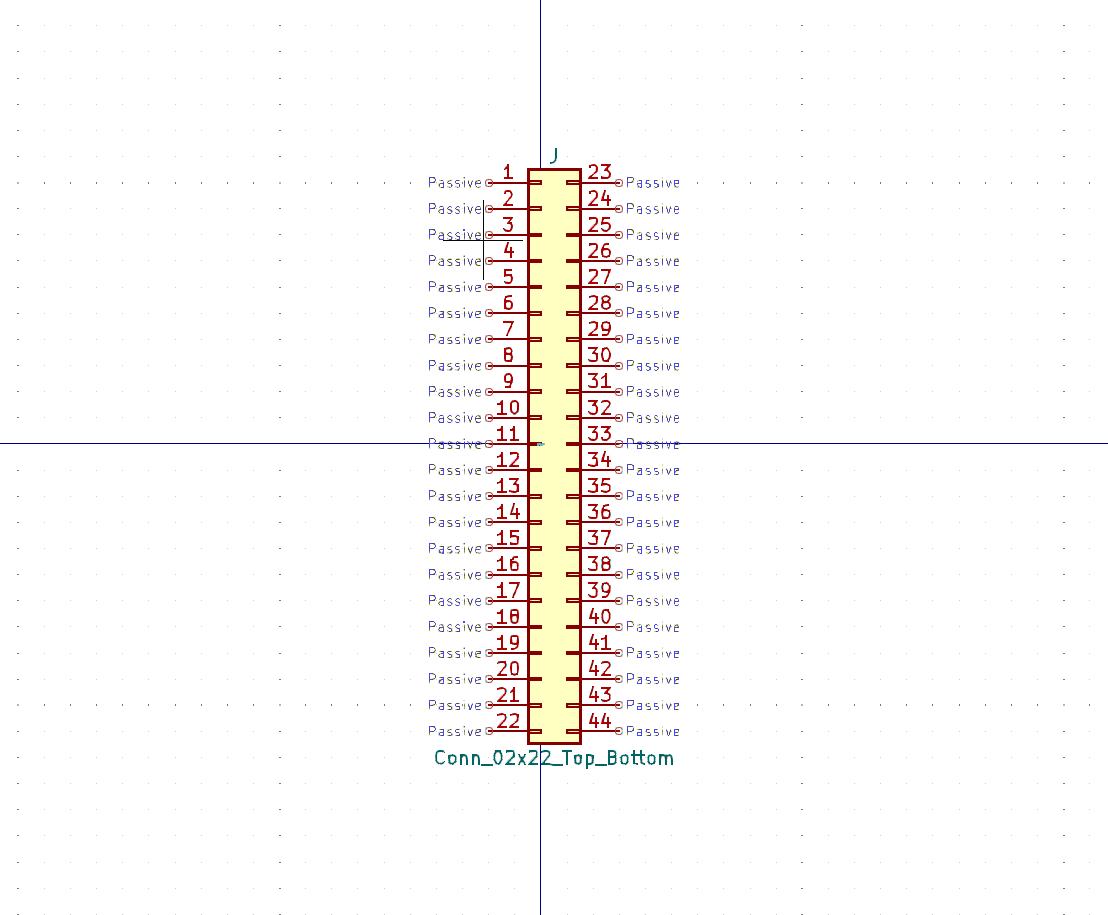 J
Passive 1 23 Passive
Passive 2 24 Passive
Passive 3 25 Passive
Passive 4 26 Passive
Passive 5 27 Passive
Passive 6 28 Passive
Passive 7 29 Passive
Passive 8 30 Passive
Passive 9 31 Passive
Passive 10 32 Passive
Passive 11 33 Passive
Passive 12 34 Passive
Passive 13 35 Passive
Passive 14 36 Passive
Passive 15 37 Passive
Passive 16 38 Passive
Passive 17 39 Passive
Passive 18 40 Passive
Passive 19 41 Passive
Passive 20 42 Passive
Passive 21 43 Passive
Passive 22 44 Passive
Conn_02x22_Top_Bottom